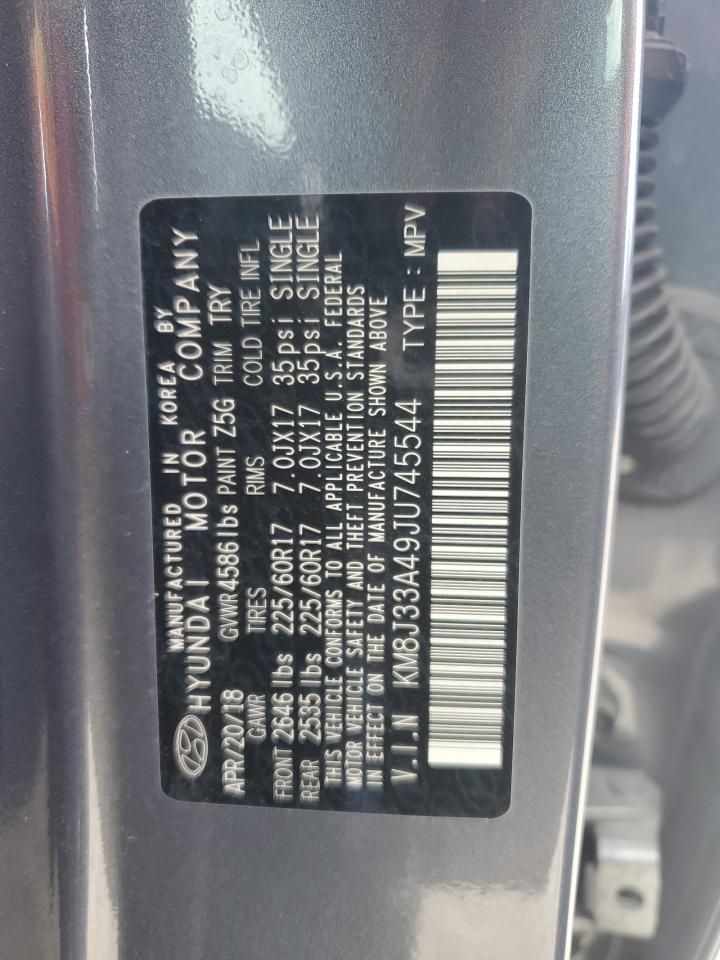 MANUFACTURED IN KOREA BY
HYUNDAI MOTOR COMPANY
APR/20/18 GVWR4586lbs PAINT Z5G TRIM TRY
GAWR TIRES RIMS COLD TIRE INFL
FRONT 2646 lbs 225/60R17 7.0JX17 35psi SINGLE
REAR 2535 lbs 225/60R17 7.0JX17 35psi SINGLE
THIS VEHICLE CONFORMS TO ALL APPLICABLE U.S.A. FEDERAL
MOTOR VEHICLE SAFETY AND THEFT PREVENTION STANDARDS
IN EFFECT ON THE DATE OF MANUFACTURE SHOWN ABOVE
V.I.N KM8J33A49JU745544 TYPE : MPV